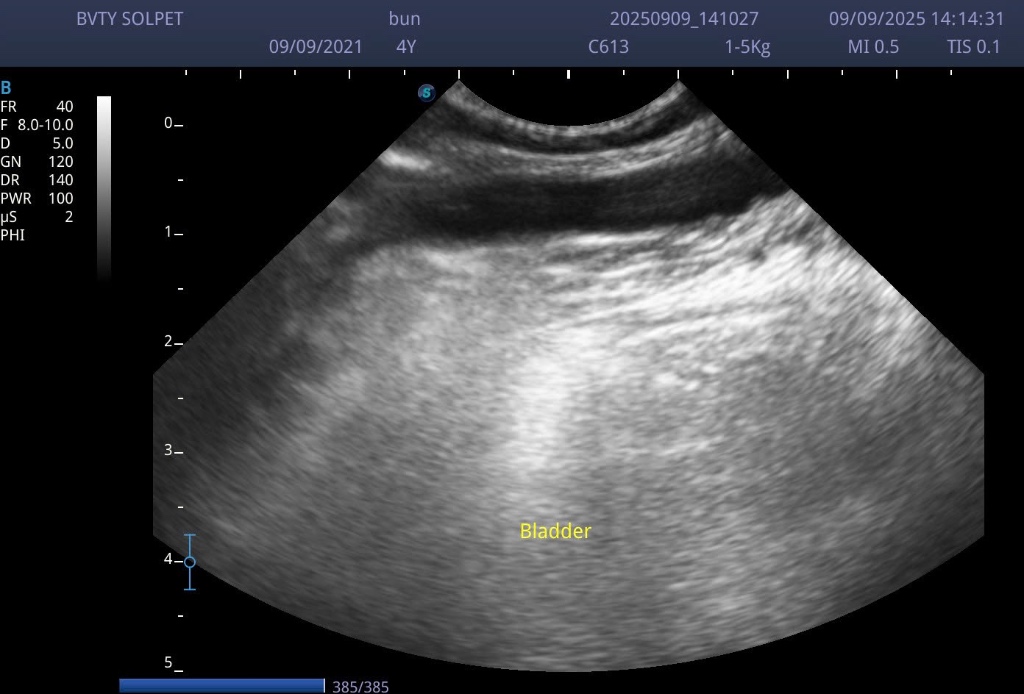 BVTY SOLPET bun 20250909_141027 09/09/2025 14:14:31
09/09/2021 4Y C613 1-5Kg MI 0.5 TIS 0.1
B
FR 40
F 8.0-10.0
D 5.0
GN 120
DR 140
PWR 100
µS 2
PHI
S
0
1
2
3
Bladder
4
5
385/385